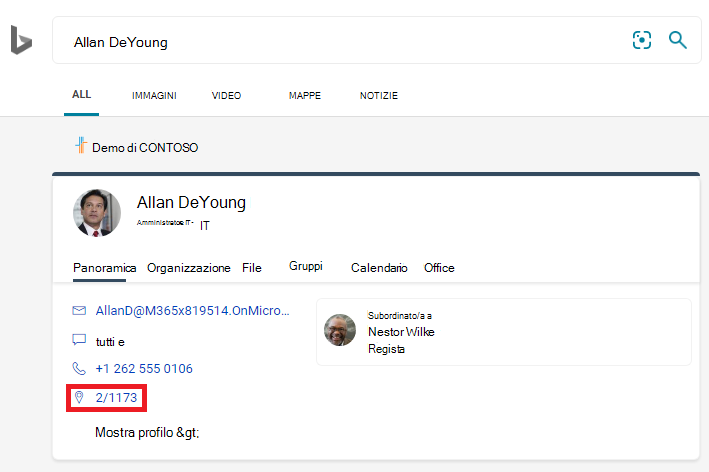 Allan DeYoung
ALL IMMAGINI VIDEO MAPPE NOTIZIE
Demo di CONTOSO
Allan DeYoung
Amministratore IT- IT
Panoramica Organizzazione File Gruppi Calendario Office
AllanD@M365x819514.OnMicro...
Subordinato/a a
Nestor Wilke
Regista
tutti e
+1 262 555 0106
2/1173
Mostra profilo &gt;